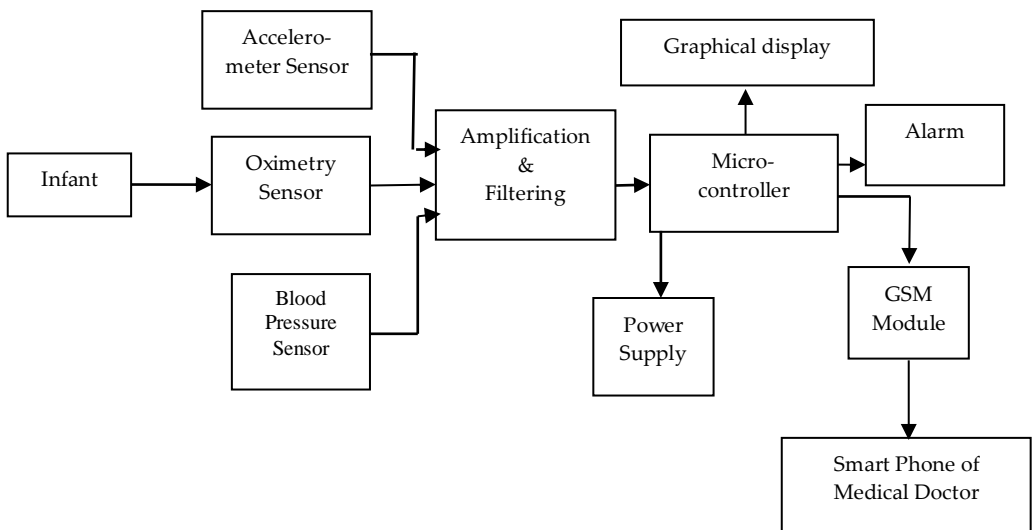 Accelero-
meter Sensor
Graphical display
Amplification
&
Filtering
Alarm
Infant
Oximetry
Sensor
Micro-
controller
Blood
Pressure
Sensor
Power
Supply
GSM
Module
Smart Phone of
Medical Doctor